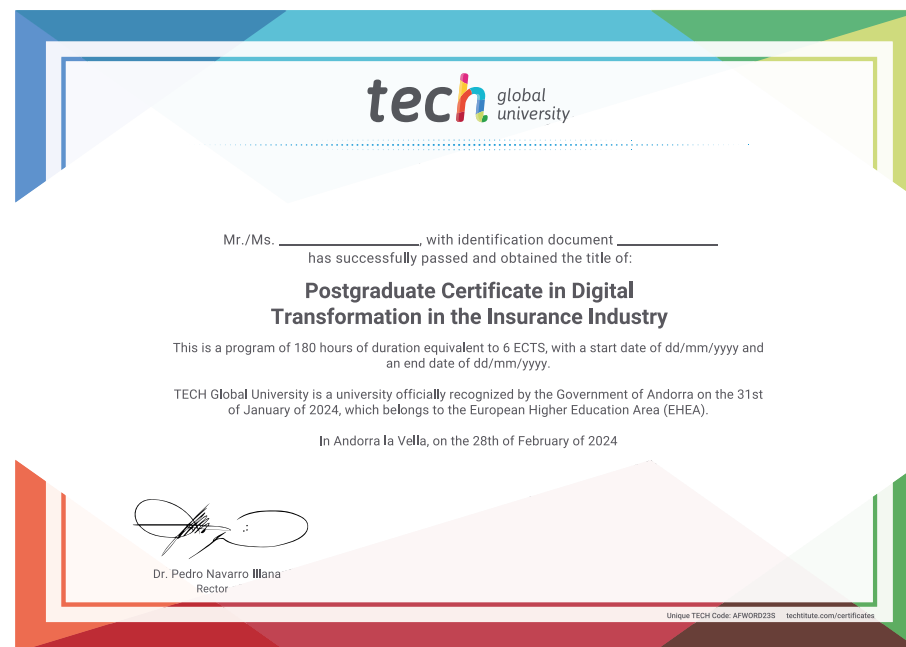 tech global university
Mr./Ms. ____________, with identification document ____________
has successfully passed and obtained the title of:
Postgraduate Certificate in Digital
Transformation in the Insurance Industry
This is a program of 180 hours of duration equivalent to 6 ECTS, with a start date of dd/mm/yyyy and
an end date of dd/mm/yyyy.
TECH Global University is a university officially recognized by the Government of Andorra on the 31st
of January of 2024, which belongs to the European Higher Education Area (EHEA).
In Andorra la Vella, on the 28th of February of 2024
Dr. Pedro Navarro Illana
Rector
Unique TECH Code: AFWORD23S techtitute.com/certificates